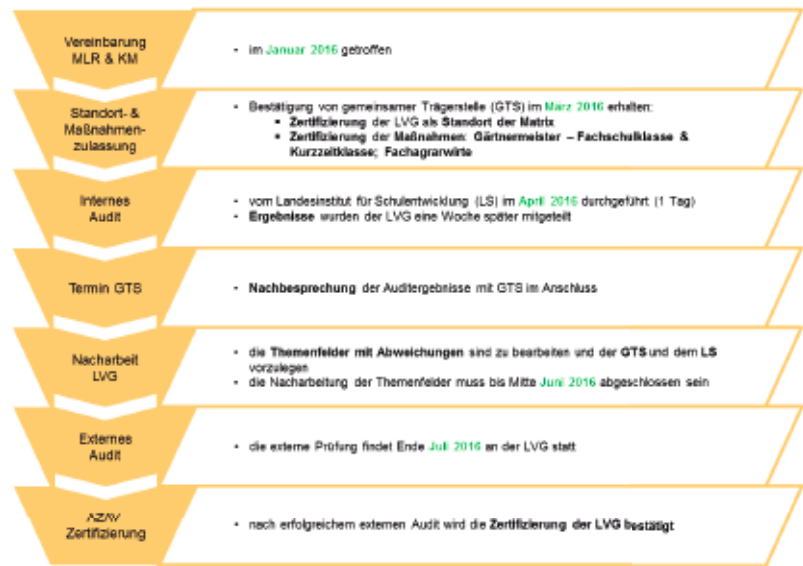 Vereinbarung
MLR & KM
• im Januar 2016 getroffen
Standort- &
Maßnahmen-
zulassung
• Bestätigung von gemeinsamer Trägerstelle (GTS) im März 2016 erhalten:
▪ Zertifizierung der LVG als Standort der Matrix
▪ Zertifizierung der Maßnahmen: Gärtnermeister – Fachschulklasse &
Kurzzeitklasse; Fachagrarwirte
Internes
Audit
• vom Landesinstitut für Schulentwicklung (LS) im April 2016 durchgeführt (1 Tag)
• Ergebnisse wurden der LVG eine Woche später mitgeteilt
Termin GTS
• Nachbesprechung der Auditergebnisse mit GTS im Anschluss
Nacharbeit
LVG
• die Themenfelder mit Abweichungen sind zu bearbeiten und der GTS und dem LS
vorzulegen
• die Nacharbeitung der Themenfelder muss bis Mitte Juni 2016 abgeschlossen sein
Externes
Audit
• die externe Prüfung findet Ende Juli 2016 an der LVG statt
AZAV
Zertifizierung
• nach erfolgreichem externen Audit wird die Zertifizierung der LVG bestätigt